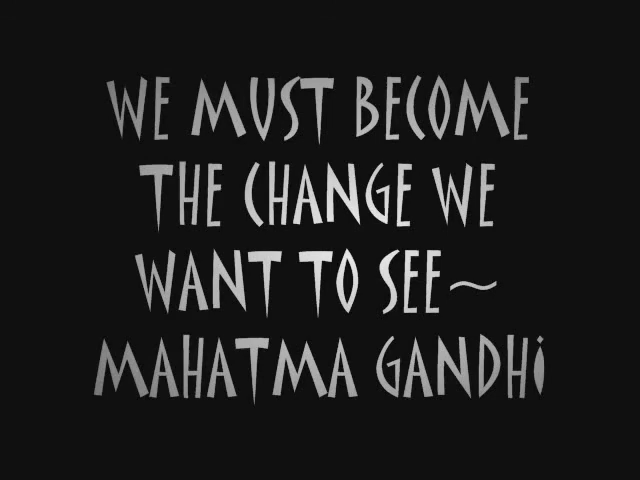 WE MUST BECOME
THE CHANGE WE
WANT TO SEE~
MAHATMA GANDHi